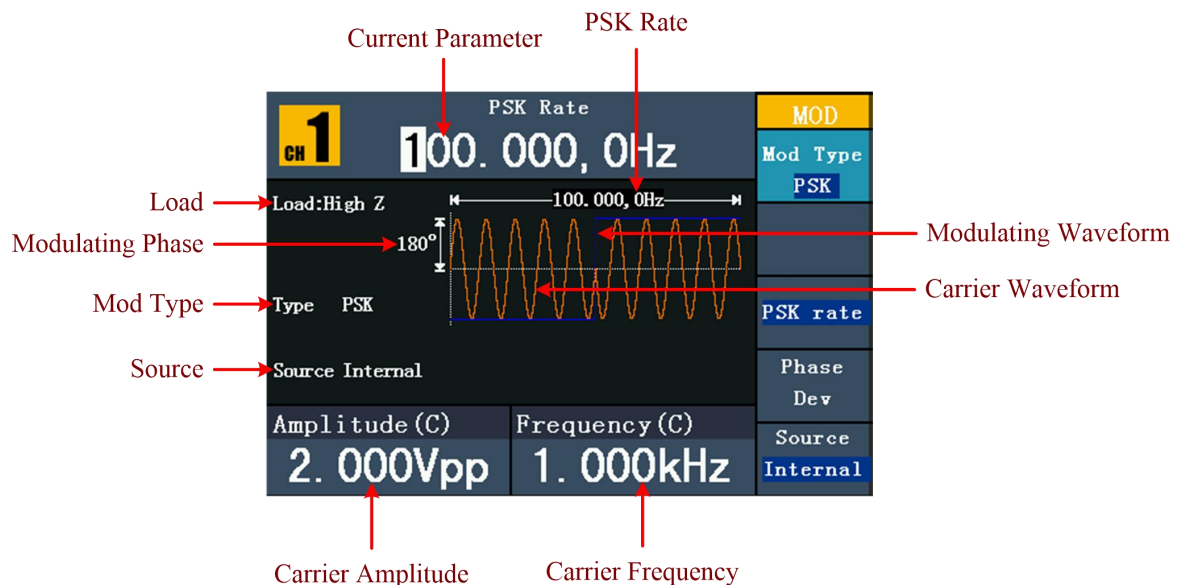 PSK Rate
Current Parameter
CH 1
PSK Rate
100. 000, 0Hz
MOD
Mod Type
PSK
Load
Load:High Z
100. 000, 0Hz
Modulating Phase
180°
Modulating Waveform
Carrier Waveform
Mod Type
Type PSK
PSK rate
Source
Source Internal
Phase
Dev
Amplitude(C)
Frequency(C)
Source
Internal
2. 000Vpp
1. 000kHz
Carrier Amplitude
Carrier Frequency